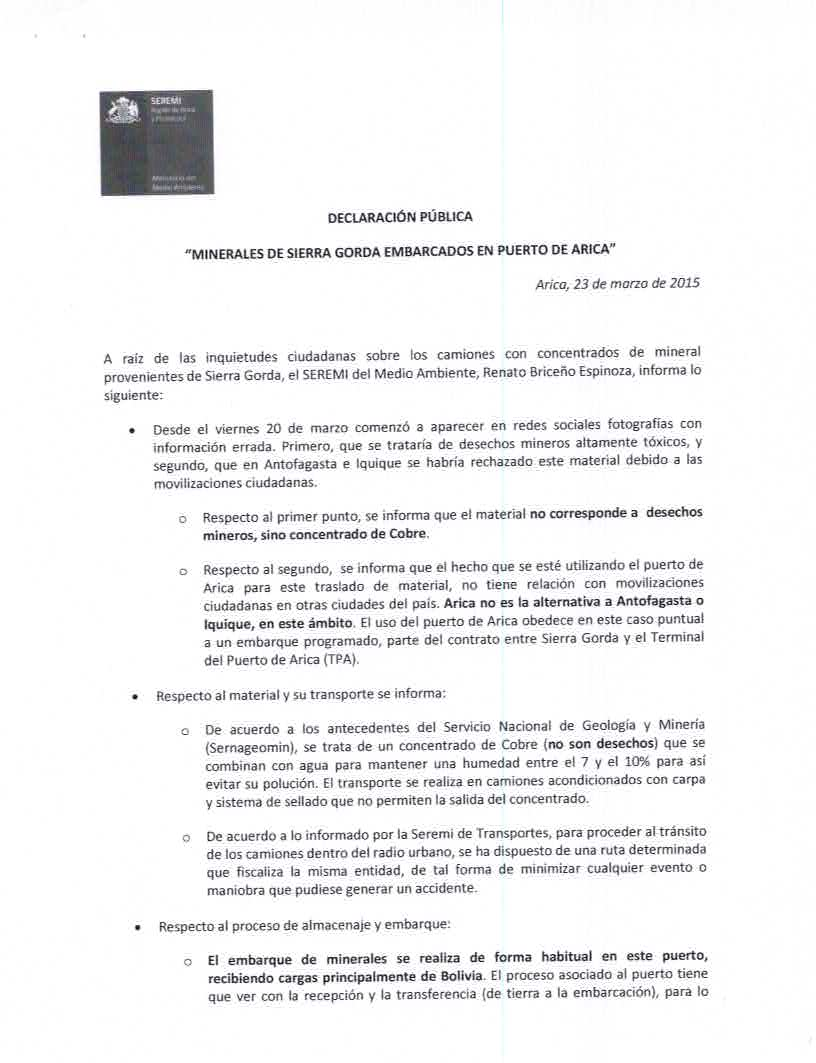 SEREMI
Región de Arica
y Parinacota
Ministerio del
Medio Ambiente
DECLARACIÓN PÚBLICA
“MINERALES DE SIERRA GORDA EMBARCADOS EN PUERTO DE ARICA”
Arica, 23 de marzo de 2015
A raíz de las inquietudes ciudadanas sobre los camiones con concentrados de mineral
provenientes de Sierra Gorda, el SEREMI del Medio Ambiente, Renato Briceño Espinoza, informa lo
siguiente:
• Desde el viernes 20 de marzo comenzó a aparecer en redes sociales fotografías con
información errada. Primero, que se trataría de desechos mineros altamente tóxicos, y
segundo, que en Antofagasta e Iquique se habría rechazado este material debido a las
movilizaciones ciudadanas.
o Respecto al primer punto, se informa que el material no corresponde a desechos
mineros, sino concentrado de Cobre.
o Respecto al segundo, se informa que el hecho que se esté utilizando el puerto de
Arica para este traslado de material, no tiene relación con movilizaciones
ciudadanas en otras ciudades del país. Arica no es la alternativa a Antofagasta o
Iquique, en este ámbito. El uso del puerto de Arica obedece en este caso puntual
a un embarque programado, parte del contrato entre Sierra Gorda y el Terminal
del Puerto de Arica (TPA).
• Respecto al material y su transporte se informa:
o De acuerdo a los antecedentes del Servicio Nacional de Geología y Minería
(Sernageomin), se trata de un concentrado de Cobre (no son desechos) que se
combinan con agua para mantener una humedad entre el 7 y el 10% para así
evitar su polución. El transporte se realiza en camiones acondicionados con carpa
y sistema de sellado que no permiten la salida del concentrado.
o De acuerdo a lo informado por la Seremi de Transportes, para proceder al tránsito
de los camiones dentro del radio urbano, se ha dispuesto de una ruta determinada
que fiscaliza la misma entidad, de tal forma de minimizar cualquier evento o
maniobra que pudiese generar un accidente.
• Respecto al proceso de almacenaje y embarque:
o El embarque de minerales se realiza de forma habitual en este puerto,
recibiendo cargas principalmente de Bolivia. El proceso asociado al puerto tiene
que ver con la recepción y la transferencia (de tierra a la embarcación), para lo